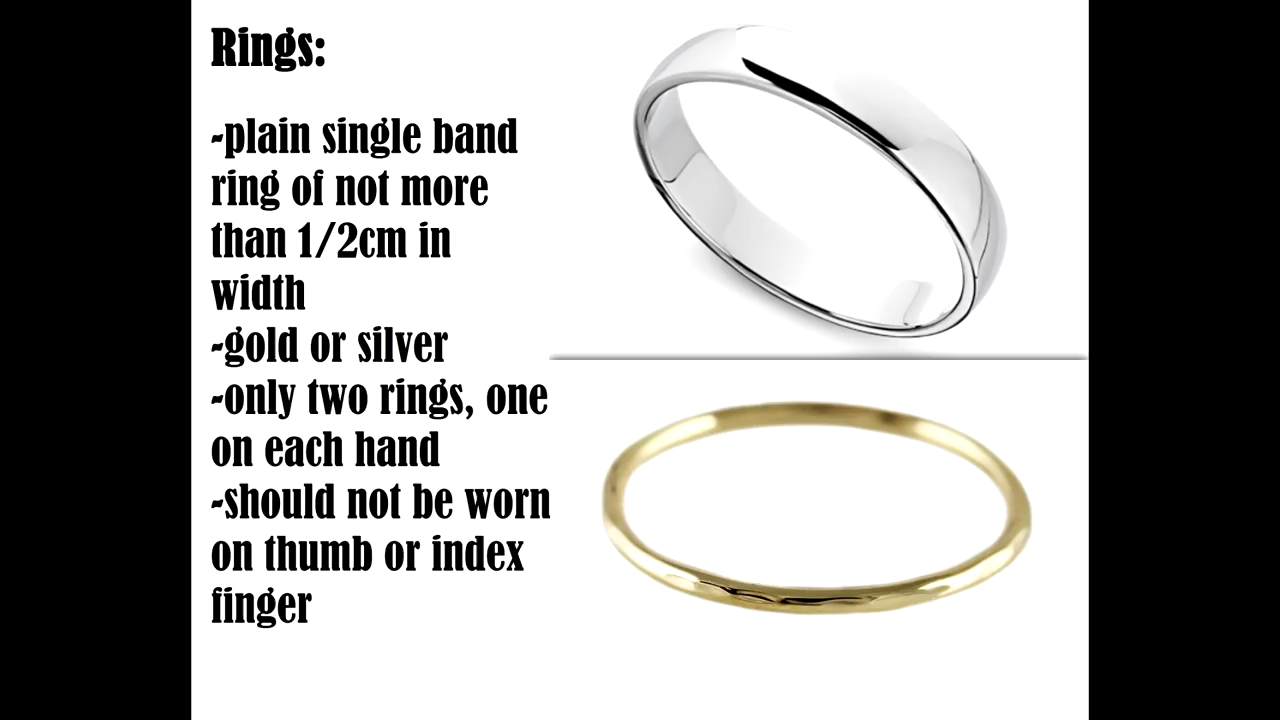 Rings:
-plain single band
ring of not more
than 1/2cm in
width
-gold or silver
-only two rings, one
on each hand
-should not be worn
on thumb or index
finger